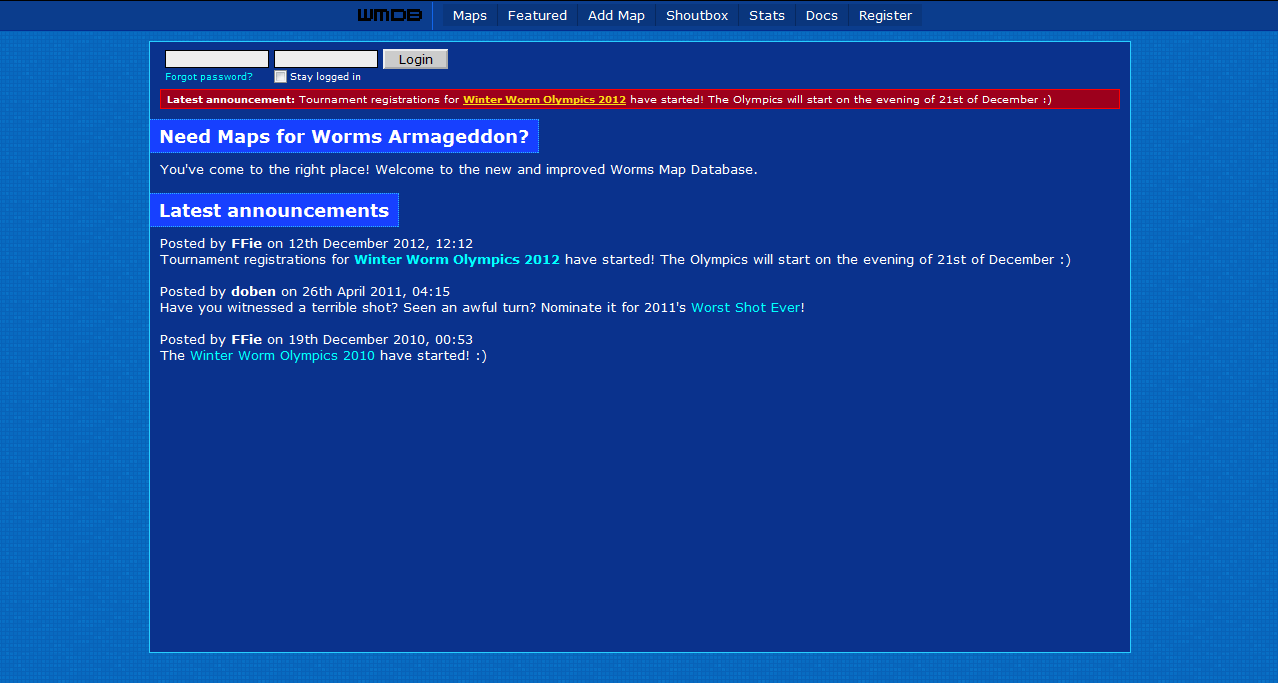 WMDB Maps Featured Add Map Shoutbox Stats Docs Register
Login
Forgot password? Stay logged in
Latest announcement: Tournament registrations for Winter Worm Olympics 2012 have started! The Olympics will start on the evening of 21st of December :)
Need Maps for Worms Armageddon?
You've come to the right place! Welcome to the new and improved Worms Map Database.
Latest announcements
Posted by FFie on 12th December 2012, 12:12
Tournament registrations for Winter Worm Olympics 2012 have started! The Olympics will start on the evening of 21st of December :)
Posted by doben on 26th April 2011, 04:15
Have you witnessed a terrible shot? Seen an awful turn? Nominate it for 2011's Worst Shot Ever!
Posted by FFie on 19th December 2010, 00:53
The Winter Worm Olympics 2010 have started! :)